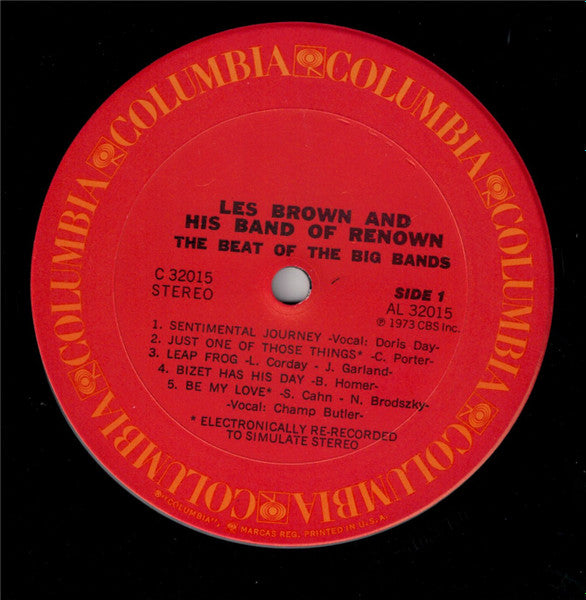 COLUMBIA COLUMBIA COLUMBIA COLUMBIA COLUMBIA COLUMBIA
LES BROWN AND
HIS BAND OF RENOWN
THE BEAT OF THE BIG BANDS
C 32015
STEREO
SIDE 1
AL 32015
℗ 1973 CBS Inc.
1. SENTIMENTAL JOURNEY -Vocal: Doris Day-
2. JUST ONE OF THOSE THINGS* -C. Porter-
3. LEAP FROG -L. Corday - J. Garland-
4. BIZET HAS HIS DAY -B. Homer-
5. BE MY LOVE* -S. Cahn - N. Brodszky-
-Vocal: Champ Butler-
* ELECTRONICALLY RE-RECORDED
TO SIMULATE STEREO
®"COLUMBIA", MARCAS REG. PRINTED IN U.S.A.